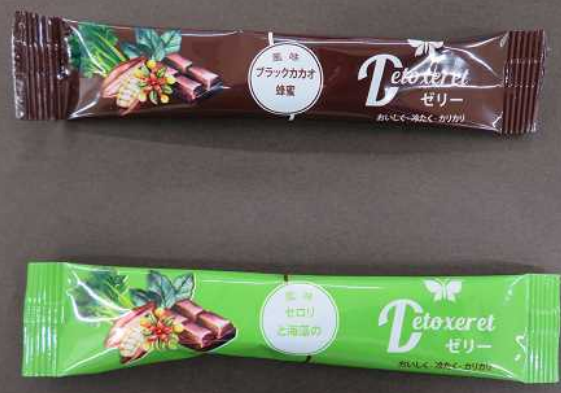 風味
ブラックカカオ
蜂蜜
Detoxeret
ゼリー
おいしく・冷たく・カリカリ
風味
セロリ
と海藻の
Detoxeret
ゼリー
おいしく・冷たく・カリカリ